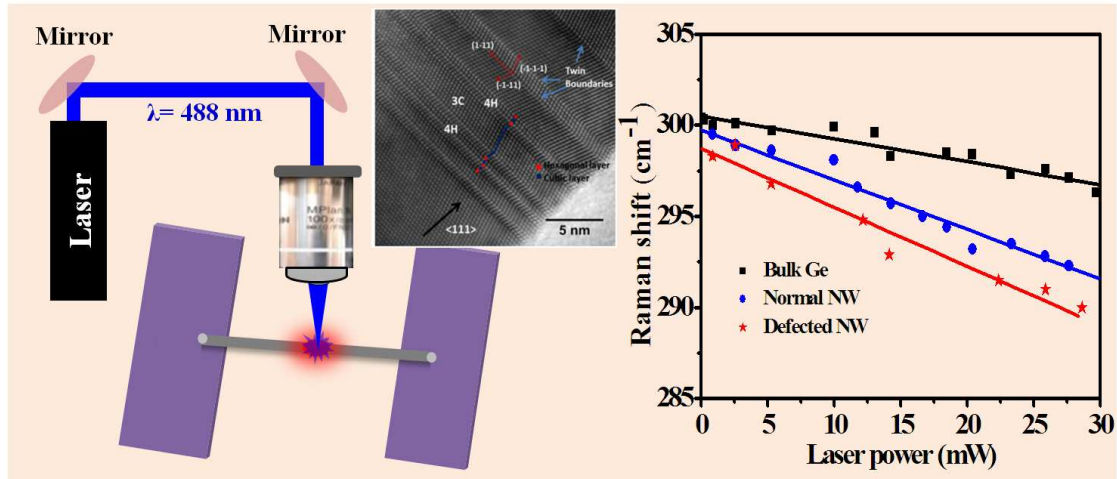 Mirror
Mirror
λ= 488 nm
Laser
MPlan
100x
(1-11)
(-1-1-1)
(-1-11)
Twin
Boundaries
3C
4H
4H
Hexagonal layer
Cubic layer
<111>
5 nm
Raman shift (cm⁻¹)
300
295
290
285
Bulk Ge
Normal NW
Defected NW
0
5
10
15
20
25
30
Laser power (mW)